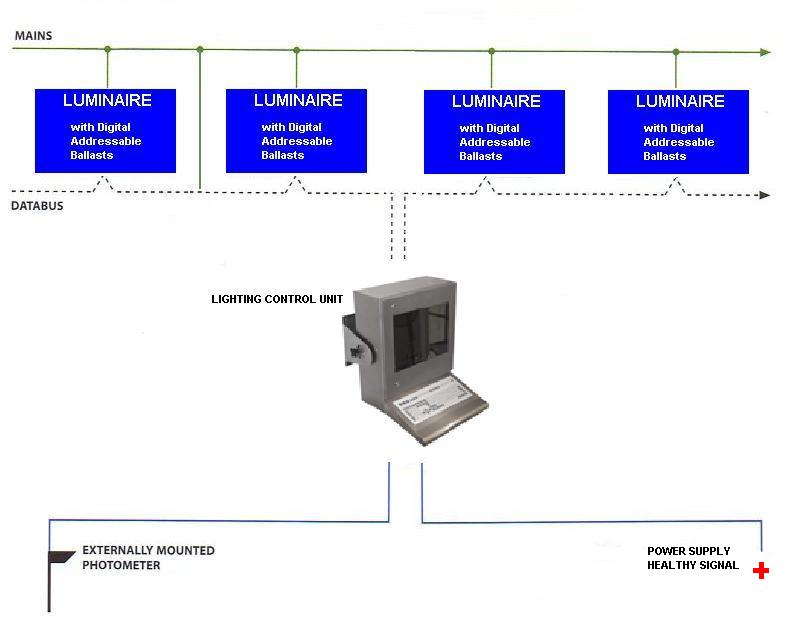 MAINS
LUMINAIRE
with Digital
Addressable
Ballasts
LUMINAIRE
with Digital
Addressable
Ballasts
LUMINAIRE
with Digital
Addressable
Ballasts
LUMINAIRE
with Digital
Addressable
Ballasts
DATABUS
LIGHTING CONTROL UNIT
EXTERNALLY MOUNTED
PHOTOMETER
POWER SUPPLY
HEALTHY SIGNAL